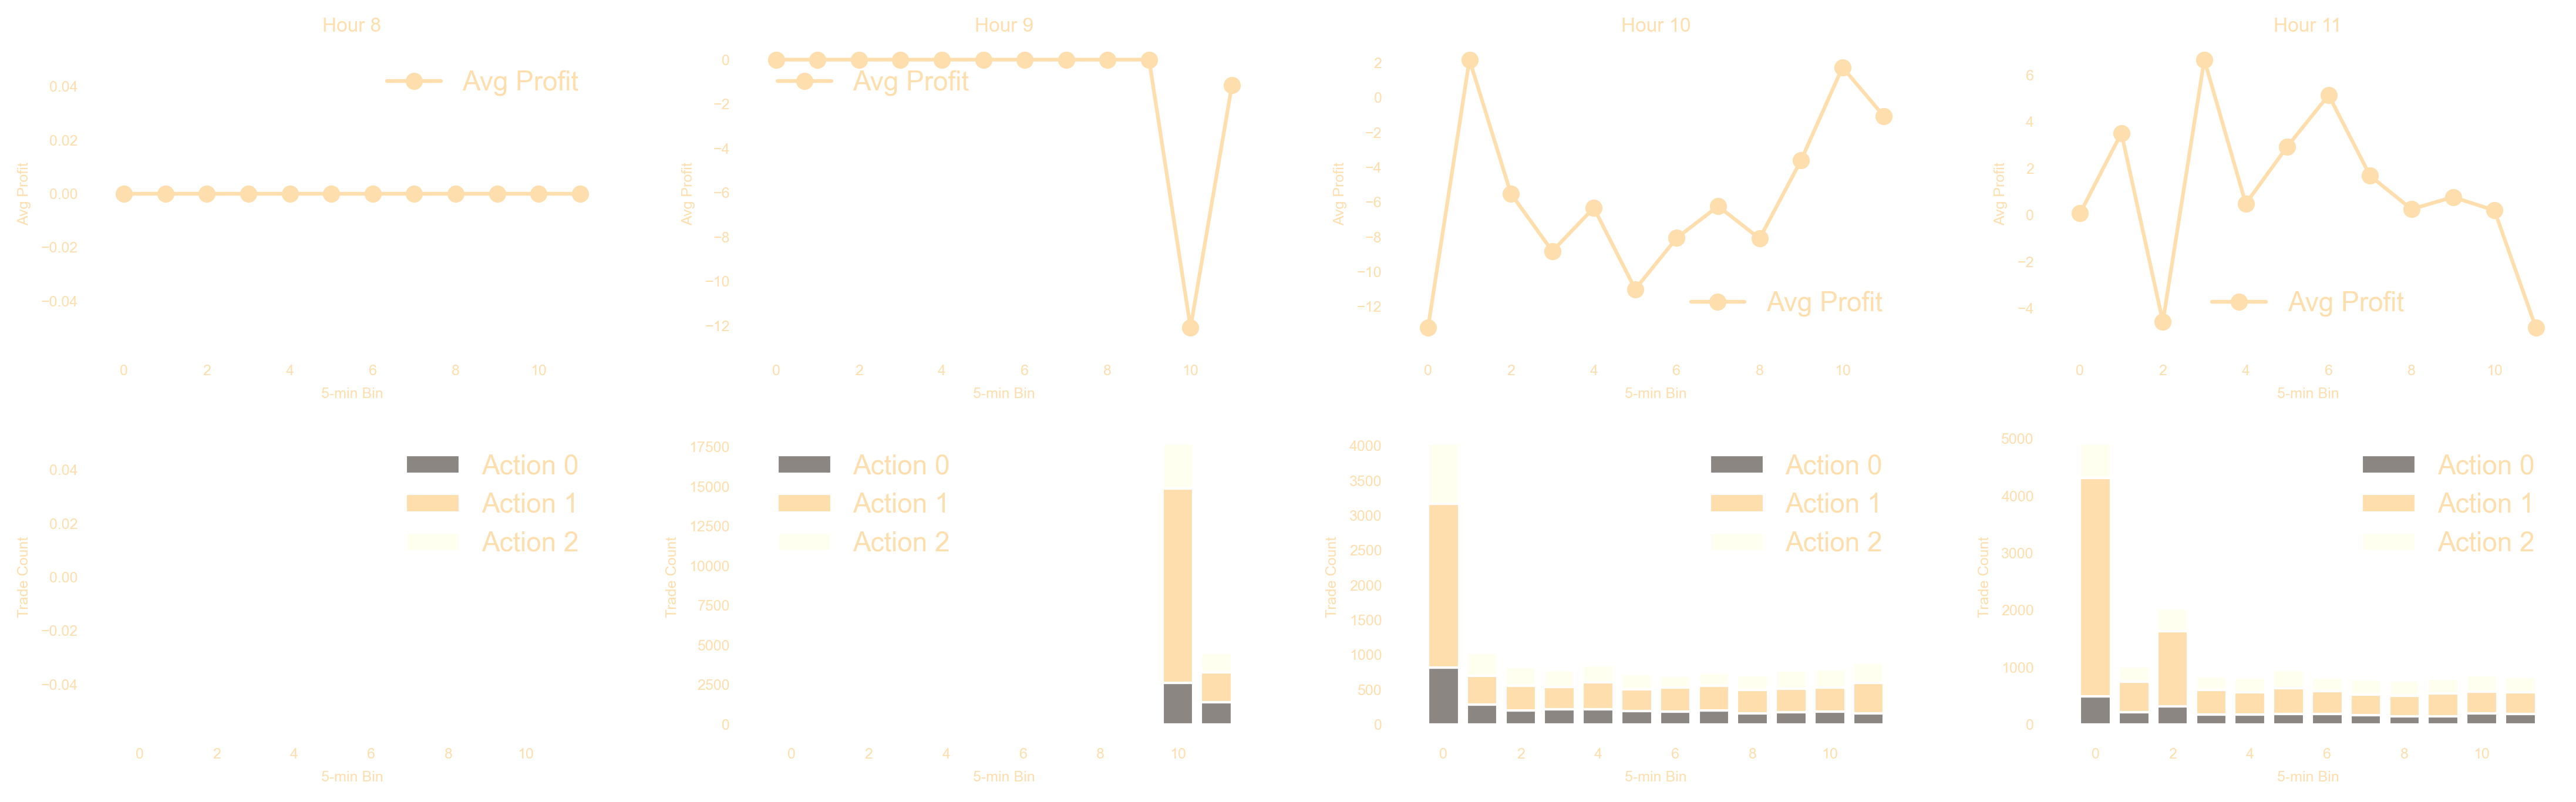 Hour 8
Avg Profit
0.04
0.02
0.00
−0.02
−0.04
Avg Profit
0 2 4 6 8 10
5-min Bin
Hour 9
Avg Profit
0
−2
−4
−6
−8
−10
−12
Avg Profit
0 2 4 6 8 10
5-min Bin
Hour 10
Avg Profit
2
0
−2
−4
−6
−8
−10
−12
Avg Profit
0 2 4 6 8 10
5-min Bin
Hour 11
Avg Profit
6
4
2
0
−2
−4
Avg Profit
0 2 4 6 8 10
5-min Bin
Trade Count
0.04
0.02
0.00
−0.02
−0.04
Action 0
Action 1
Action 2
0 2 4 6 8 10
5-min Bin
Trade Count
17500
15000
12500
10000
7500
5000
2500
0
Action 0
Action 1
Action 2
0 2 4 6 8 10
5-min Bin
Trade Count
4000
3500
3000
2500
2000
1500
1000
500
0
Action 0
Action 1
Action 2
0 2 4 6 8 10
5-min Bin
Trade Count
5000
4000
3000
2000
1000
0
Action 0
Action 1
Action 2
0 2 4 6 8 10
5-min Bin